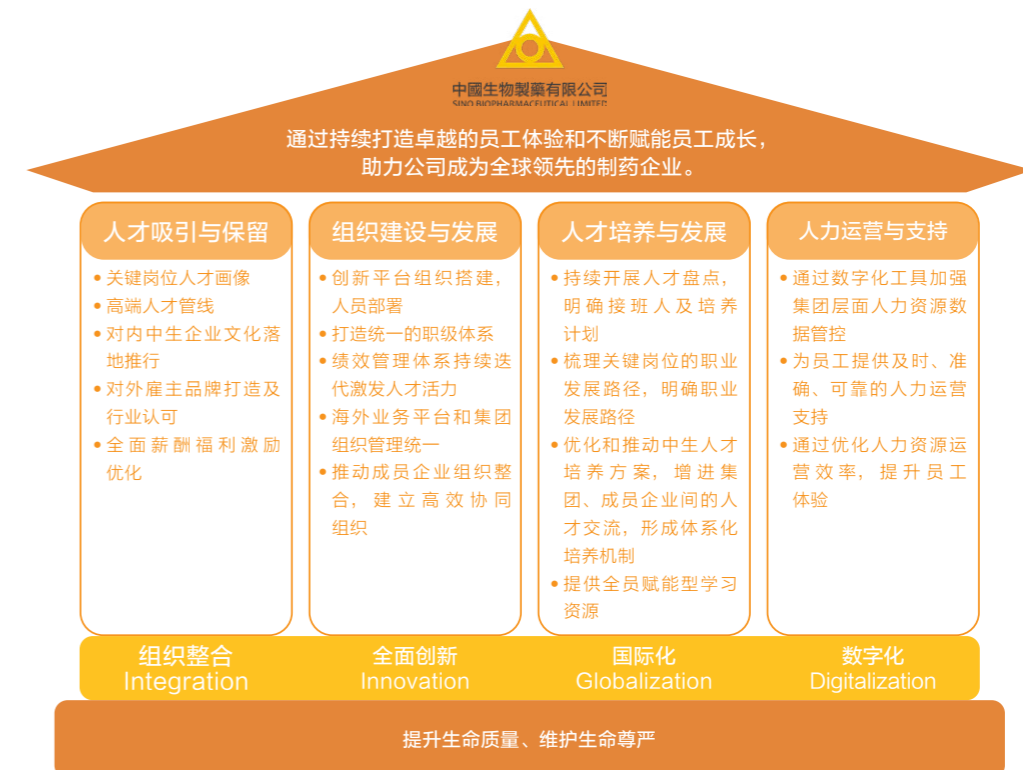 中國生物製藥有限公司
SINO BIOPHARMACEUTICAL LIMITED
通过持续打造卓越的员工体验和不断赋能员工成长，
助力公司成为全球领先的制药企业。
人才吸引与保留
• 关键岗位人才画像
• 高端人才管线
• 对内中生企业文化落
地推行
• 对外雇主品牌打造及
行业认可
• 全面薪酬福利激励
优化
组织建设与发展
• 创新平台组织搭建，
人员部署
• 打造统一的职级体系
• 绩效管理体系持续迭
代激发人才活力
• 海外业务平台和集团
组织管理统一
• 推动成员企业组织整
合，建立高效协同
组织
人才培养与发展
• 持续开展人才盘点，
明确接班人及培养
计划
• 梳理关键岗位的职业
发展路径，明确职业
发展路径
• 优化和推动中生人才
培养方案，增进集
团、成员企业间的人
才交流，形成体系化
培养机制
• 提供全员赋能型学习
资源
人力运营与支持
• 通过数字化工具加强
集团层面人力资源数
据管控
• 为员工提供及时、准
确、可靠的人力运营
支持
• 通过优化人力资源运
营效率，提升员工
体验
组织整合
Integration
全面创新
Innovation
国际化
Globalization
数字化
Digitalization
提升生命质量、维护生命尊严